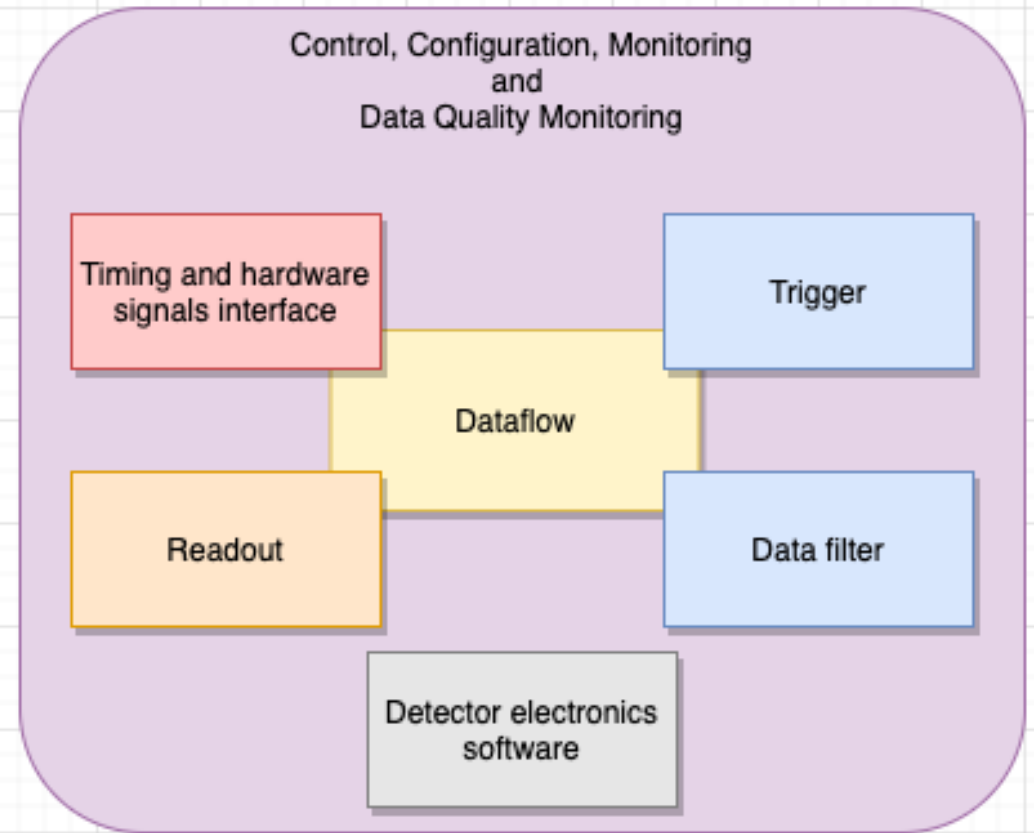 Control, Configuration, Monitoring
and
Data Quality Monitoring
Timing and hardware
signals interface
Trigger
Dataflow
Readout
Data filter
Detector electronics
software